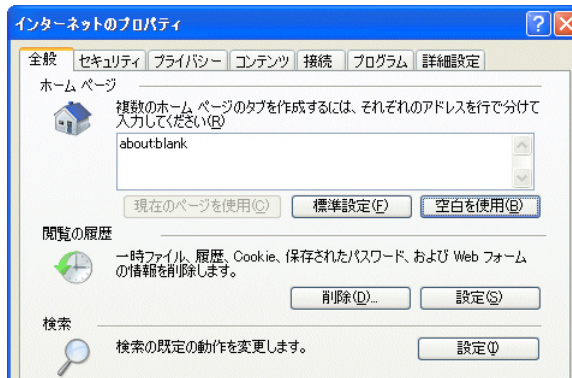 インターネットのプロパティ
全般 セキュリティ プライバシー コンテンツ 接続 プログラム 詳細設定
ホーム ページ
複数のホーム ページのタブを作成するには、それぞれのアドレスを行で分けて
入力してください(R)
about:blank
現在のページを使用(C) 標準設定(F) 空白を使用(B)
閲覧の履歴
一時ファイル、履歴、Cookie、保存されたパスワード、および Web フォーム
の情報を削除します。
削除(D)... 設定(S)
検索
検索の既定の動作を変更します。
設定(I)